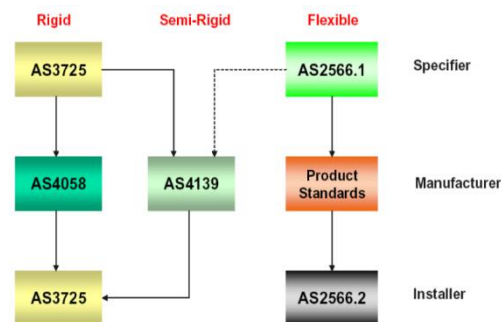 Rigid Semi-Rigid Flexible
AS3725 AS2566.1 Specifier
AS4058 AS4139 Product
Standards Manufacturer
AS3725 AS2566.2 Installer